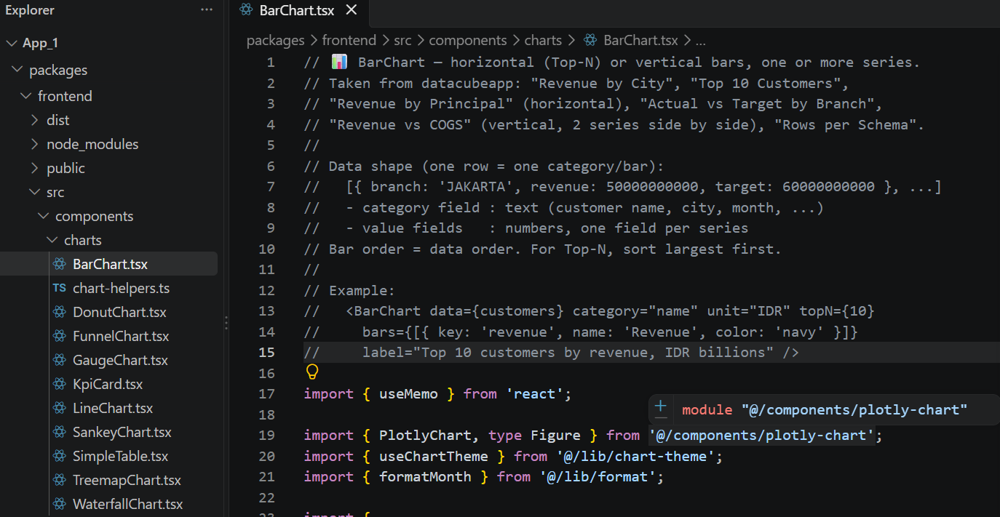 Explorer
App_1
packages
frontend
dist
node_modules
public
src
components
charts
BarChart.tsx
TS chart-helpers.ts
DonutChart.tsx
FunnelChart.tsx
GaugeChart.tsx
KpiCard.tsx
LineChart.tsx
SankeyChart.tsx
SimpleTable.tsx
TreemapChart.tsx
WaterfallChart.tsx
BarChart.tsx
packages > frontend > src > components > charts > BarChart.tsx > ...
1 // 📊 BarChart — horizontal (Top-N) or vertical bars, one or more series.
2 // Taken from datacubeapp: "Revenue by City", "Top 10 Customers",
3 // "Revenue by Principal" (horizontal), "Actual vs Target by Branch",
4 // "Revenue vs COGS" (vertical, 2 series side by side), "Rows per Schema".
5 //
6 // Data shape (one row = one category/bar):
7 //   [{ branch: 'JAKARTA', revenue: 50000000000, target: 60000000000 }, ...]
8 //   - category field : text (customer name, city, month, ...)
9 //   - value fields   : numbers, one field per series
10 // Bar order = data order. For Top-N, sort largest first.
11 //
12 // Example:
13 //   <BarChart data={customers} category="name" unit="IDR" topN={10}
14 //     bars={[{ key: 'revenue', name: 'Revenue', color: 'navy' }]}
15 //     label="Top 10 customers by revenue, IDR billions" />
16
17 import { useMemo } from 'react';
18
module "@/components/plotly-chart"
19 import { PlotlyChart, type Figure } from '@/components/plotly-chart';
20 import { useChartTheme } from '@/lib/chart-theme';
21 import { formatMonth } from '@/lib/format';
22
23 import {